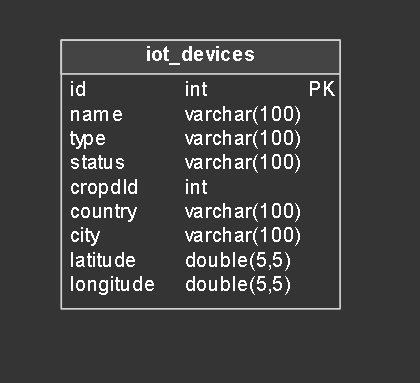 iot_devices
id int PK
name varchar(100)
type varchar(100)
status varchar(100)
cropdId int
country varchar(100)
city varchar(100)
latitude double(5,5)
longitude double(5,5)